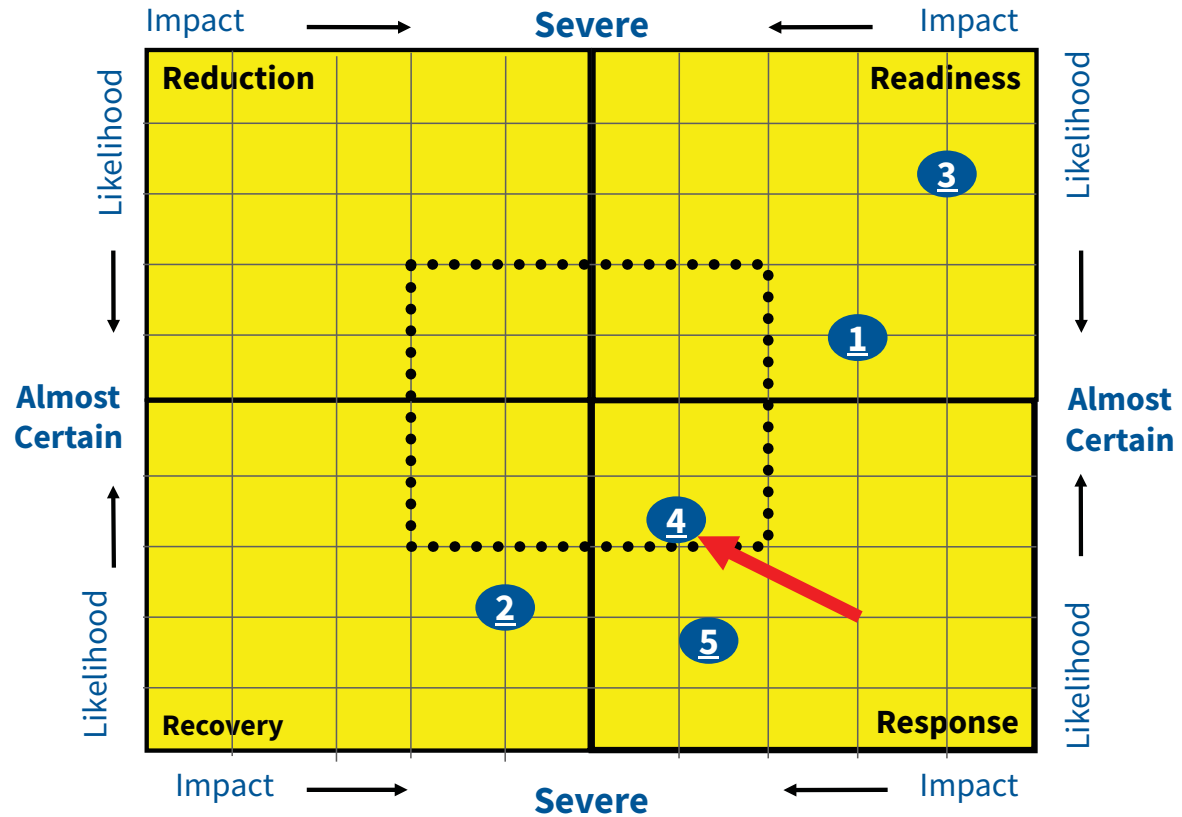 Impact
Severe
Impact
Reduction
Readiness
Likelihood
Likelihood
3
1
Almost
Certain
Almost
Certain
4
2
5
Likelihood
Likelihood
Recovery
Response
Impact
Severe
Impact